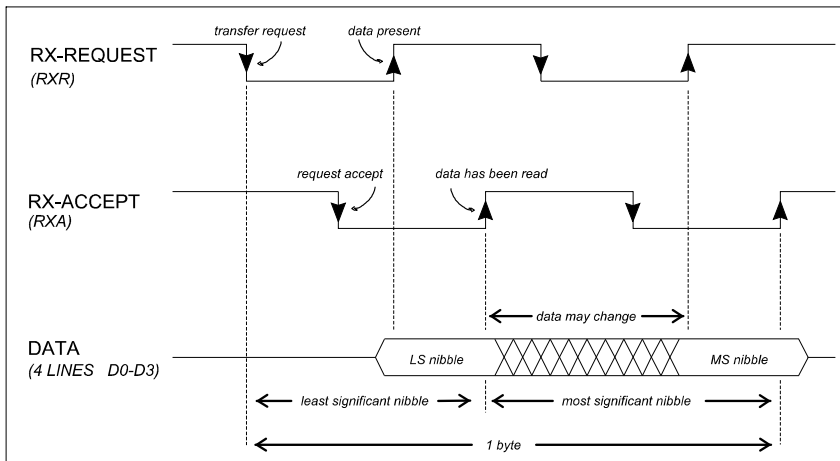 transfer request
data present
RX-REQUEST
(RXR)
request accept
data has been read
RX-ACCEPT
(RXA)
data may change
DATA
(4 LINES D0-D3)
LS nibble
MS nibble
least significant nibble
most significant nibble
1 byte